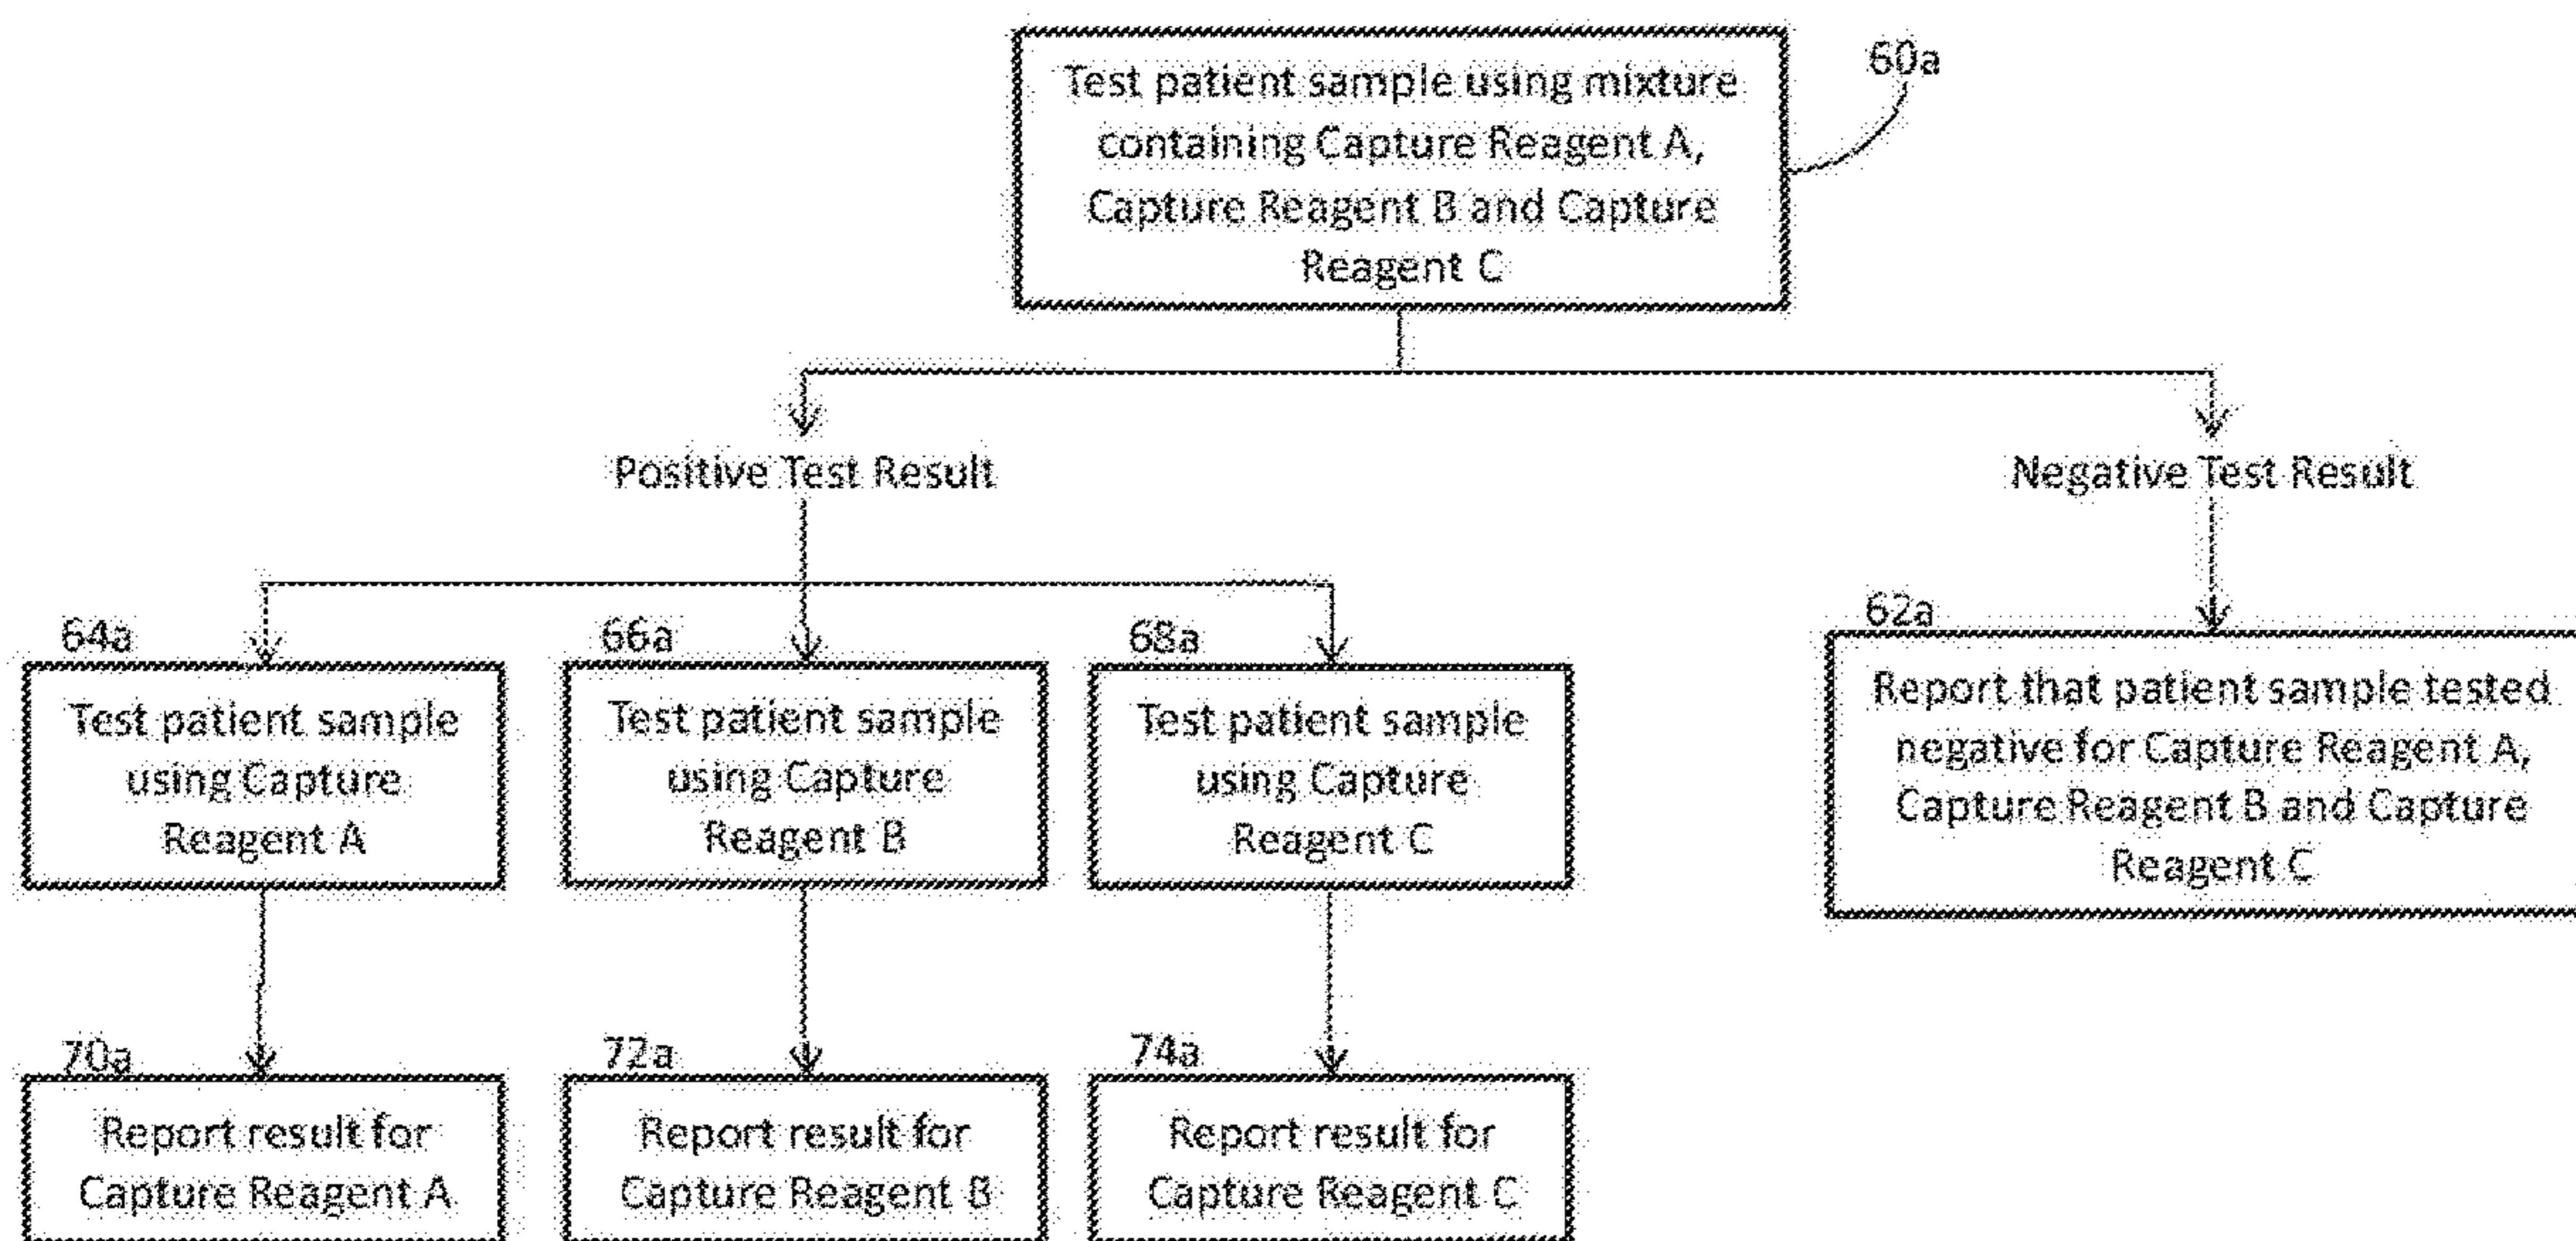 Test patient sample using mixture
containing Capture Reagent A,
Capture Reagent B and Capture
Reagent C
60a
Positive Test Result
Negative Test Result
64a
66a
68a
62a
Test patient sample
using Capture
Reagent A
Test patient sample
using Capture
Reagent B
Test patient sample
using Capture
Reagent C
Report that patient sample tested
negative for Capture Reagent A,
Capture Reagent B and Capture
Reagent C
70a
72a
74a
Report result for
Capture Reagent A
Report result for
Capture Reagent B
Report result for
Capture Reagent C